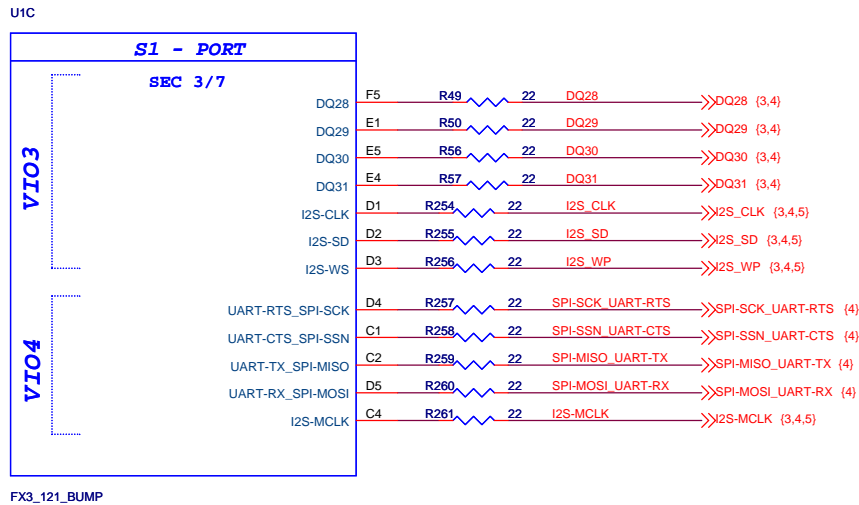 U1C
S1 - PORT
SEC 3/7
VIO3
DQ28 F5 R49 22 DQ28 DQ28 {3,4}
DQ29 E1 R50 22 DQ29 DQ29 {3,4}
DQ30 E5 R56 22 DQ30 DQ30 {3,4}
DQ31 E4 R57 22 DQ31 DQ31 {3,4}
I2S-CLK D1 R254 22 I2S_CLK I2S_CLK {3,4,5}
I2S-SD D2 R255 22 I2S_SD I2S_SD {3,4,5}
I2S-WS D3 R256 22 I2S_WP I2S_WP {3,4,5}
VIO4
UART-RTS_SPI-SCK D4 R257 22 SPI-SCK_UART-RTS SPI-SCK_UART-RTS {4}
UART-CTS_SPI-SSN C1 R258 22 SPI-SSN_UART-CTS SPI-SSN_UART-CTS {4}
UART-TX_SPI-MISO C2 R259 22 SPI-MISO_UART-TX SPI-MISO_UART-TX {4}
UART-RX_SPI-MOSI D5 R260 22 SPI-MOSI_UART-RX SPI-MOSI_UART-RX {4}
I2S-MCLK C4 R261 22 I2S-MCLK I2S-MCLK {3,4,5}
FX3_121_BUMP